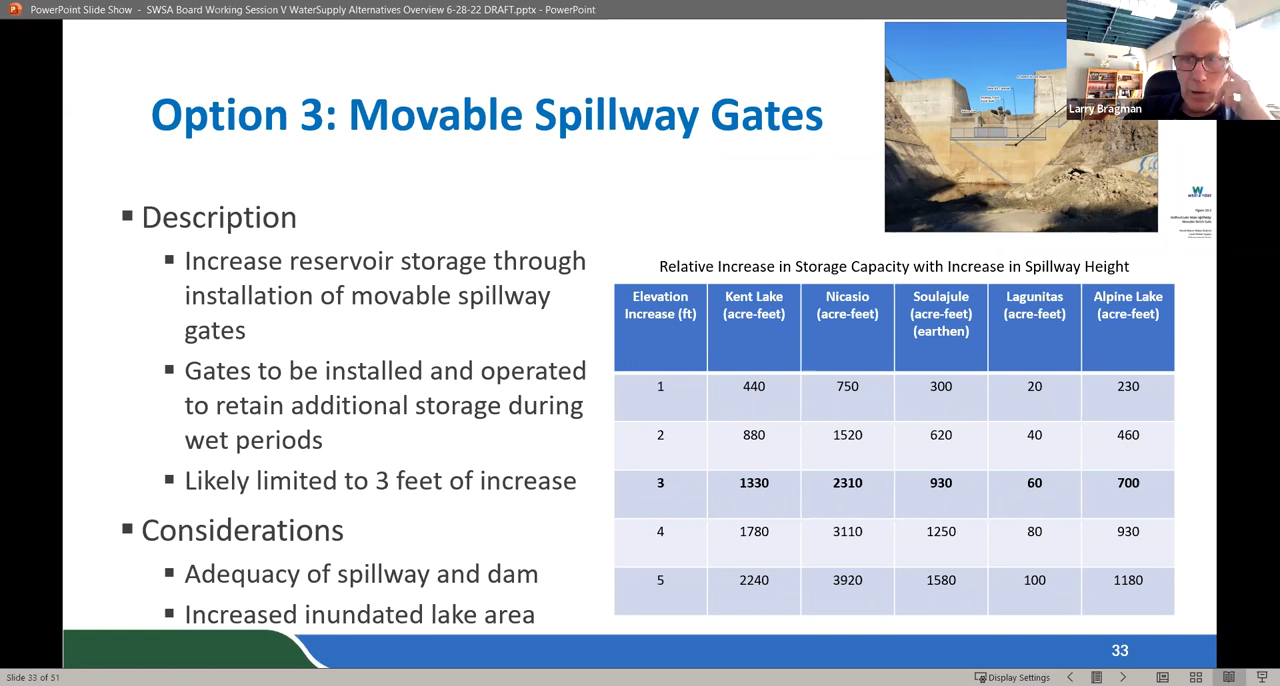 PowerPoint Slide Show - SWSA Board Working Session V WaterSupply Alternatives Overview 6-28-22 DRAFT.pptx - PowerPoint
Larry Bragman
Option 3: Movable Spillway Gates
▪ Description
▪ Increase reservoir storage through
installation of movable spillway
gates
▪ Gates to be installed and operated
to retain additional storage during
wet periods
▪ Likely limited to 3 feet of increase
▪ Considerations
▪ Adequacy of spillway and dam
▪ Increased inundated lake area
Relative Increase in Storage Capacity with Increase in Spillway Height
Elevation Increase (ft) Kent Lake (acre-feet) Nicasio (acre-feet) Soulajule (acre-feet) (earthen) Lagunitas (acre-feet) Alpine Lake (acre-feet)
1 440 750 300 20 230
2 880 1520 620 40 460
3 1330 2310 930 60 700
4 1780 3110 1250 80 930
5 2240 3920 1580 100 1180
33
Slide 33 of 51
Display Settings